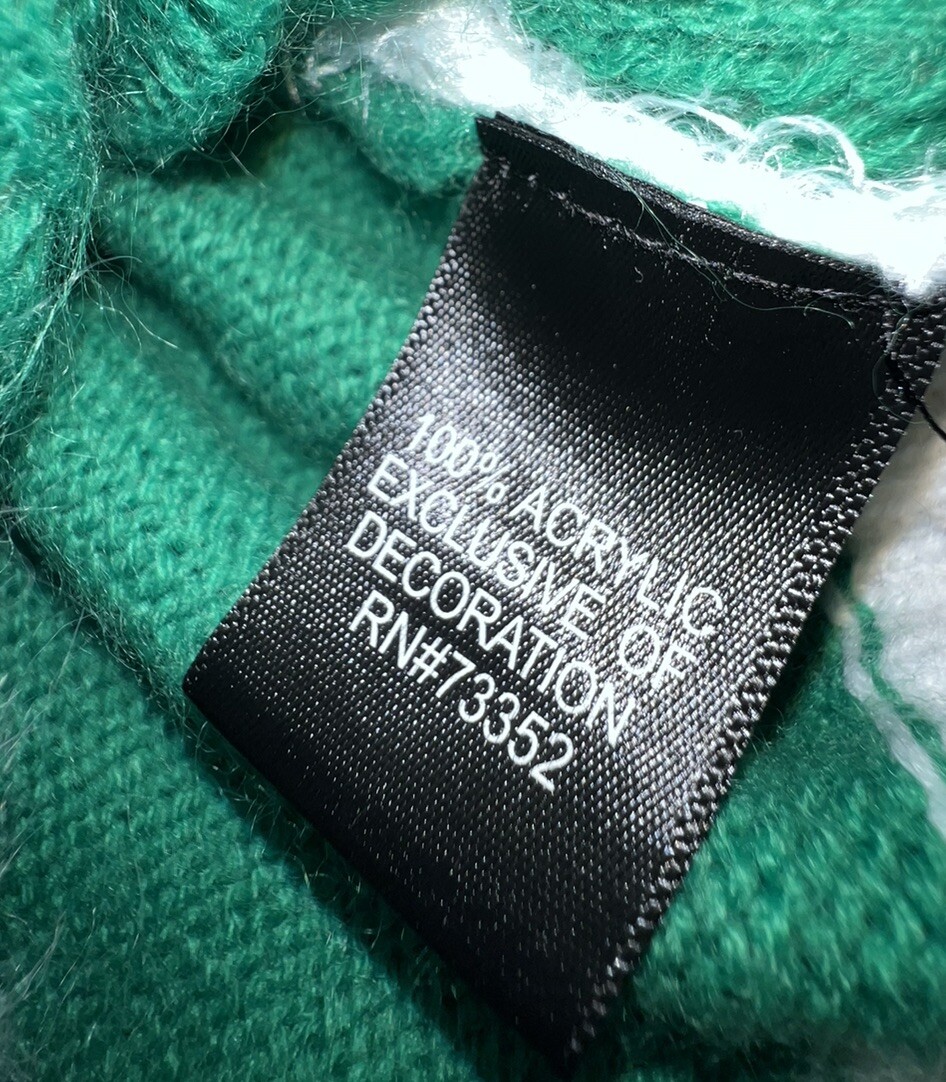 100% ACRYLIC
EXCLUSIVE OF
DECORATION
RN#73352